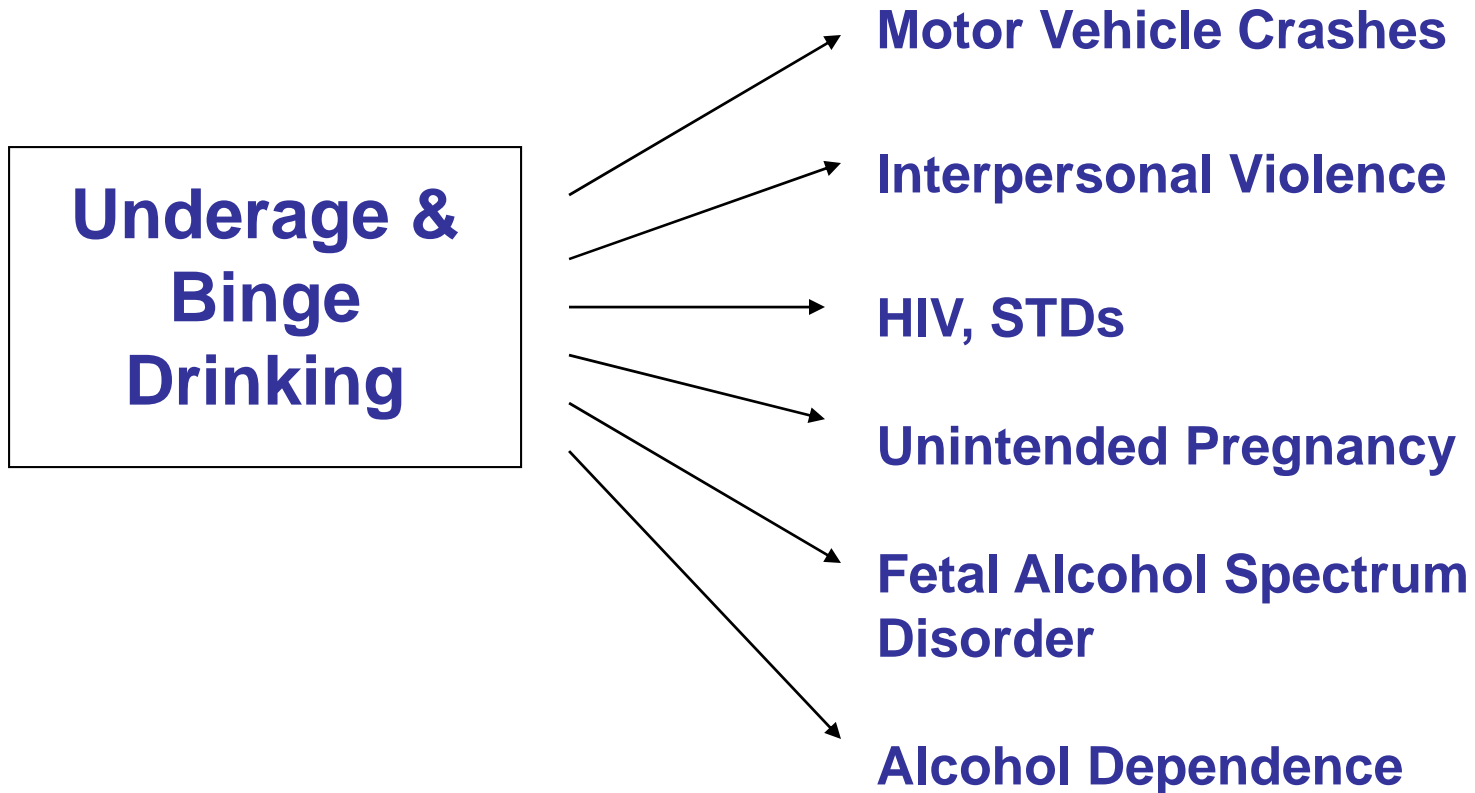 Underage &
Binge
Drinking
Motor Vehicle Crashes
Interpersonal Violence
HIV, STDs
Unintended Pregnancy
Fetal Alcohol Spectrum
Disorder
Alcohol Dependence